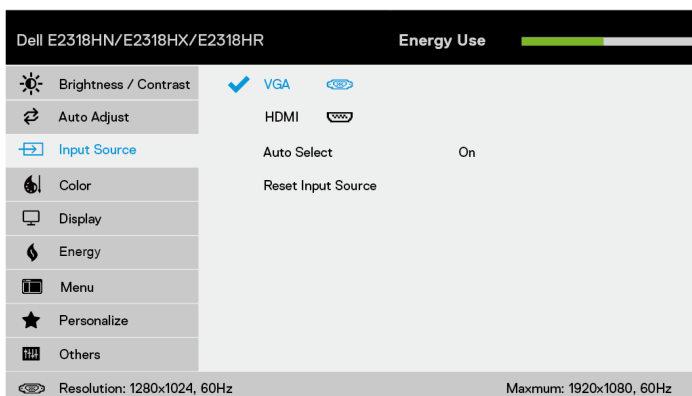 Dell E2318HN/E2318HX/E2318HR Energy Use
Brightness / Contrast VGA
Auto Adjust HDMI
Input Source Auto Select On
Color Reset Input Source
Display
Energy
Menu
Personalize
Others
Resolution: 1280x1024, 60Hz Maxmum: 1920x1080, 60Hz